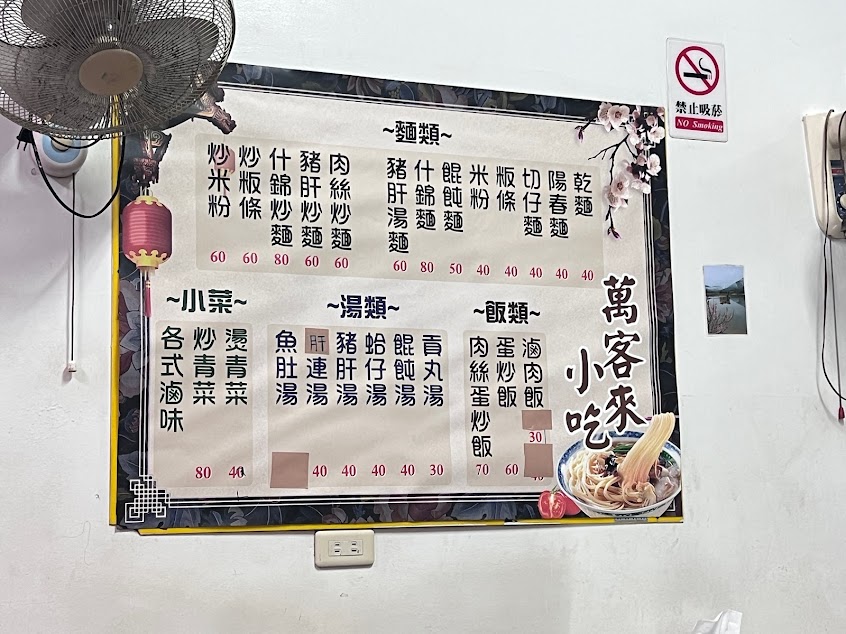 ~麵類~
乾麵 40
陽春麵 40
切仔麵 40
粄條 40
米粉 40
餛飩麵 50
什錦麵 80
豬肝湯麵 60
肉絲炒麵 60
豬肝炒麵 60
什錦炒麵 80
炒粄條 60
炒米粉 60
~飯類~
滷肉飯 30
蛋炒飯 60
肉絲蛋炒飯 70
~湯類~
貢丸湯 30
餛飩湯 40
蛤仔湯 40
豬肝湯 40
肝連湯 40
魚肚湯
~小菜~
燙青菜 40
炒青菜 80
各式滷味
萬客來
小吃
禁止吸菸
NO Smoking